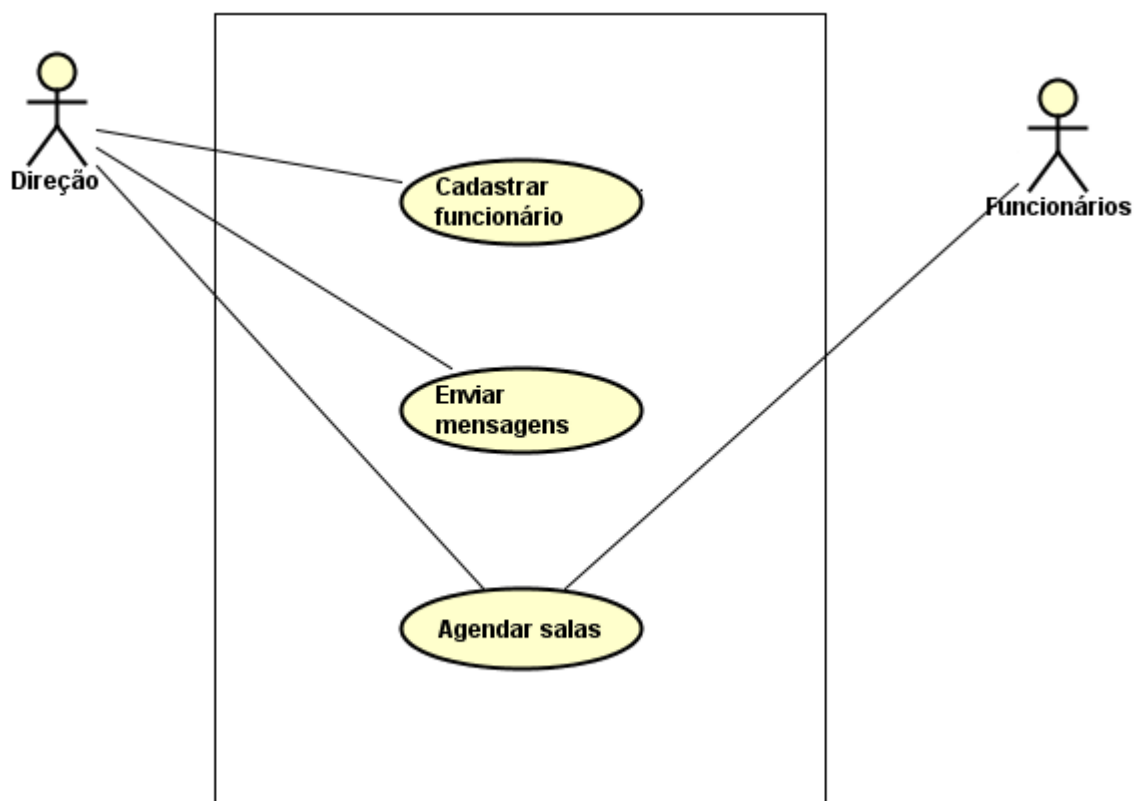 Direção
Funcionários
Cadastrar
funcionário
Enviar
mensagens
Agendar salas